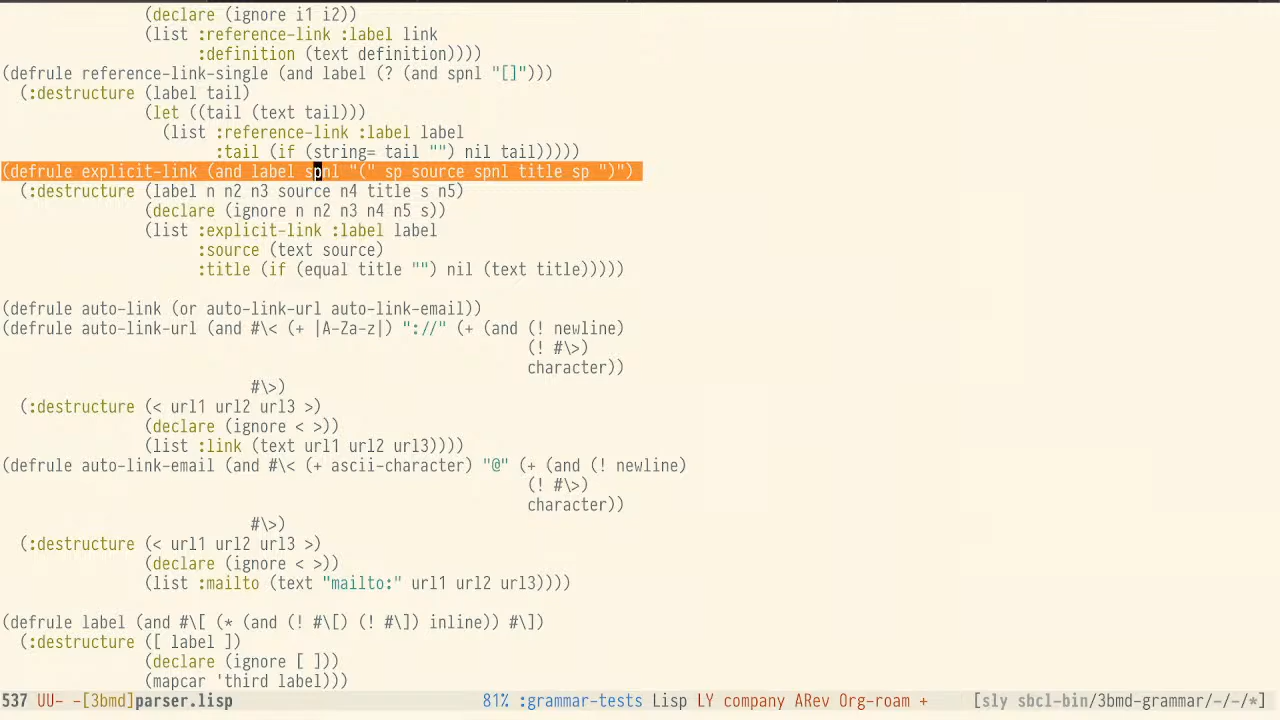 (declare (ignore i1 i2))
(list :reference-link :label link
:definition (text definition))))
(defrule reference-link-single (and label (? (and spnl "[]")))
(:destructure (label tail)
(let ((tail (text tail)))
(list :reference-link :label label
:tail (if (string= tail "") nil tail)))))
(defrule explicit-link (and label spnl "(" sp source spnl title sp ")")
(:destructure (label n n2 n3 source n4 title s n5)
(declare (ignore n n2 n3 n4 n5 s))
(list :explicit-link :label label
:source (text source)
:title (if (equal title "") nil (text title)))))
(defrule auto-link (or auto-link-url auto-link-email))
(defrule auto-link-url (and #\< (+ |A-Za-z|) "://" (+ (and (! newline)
(! #\>)
character))
#\>)
(:destructure (< url1 url2 url3 >)
(declare (ignore < >))
(list :link (text url1 url2 url3))))
(defrule auto-link-email (and #\< (+ ascii-character) "@" (+ (and (! newline)
(! #\>)
character))
#\>)
(:destructure (< url1 url2 url3 >)
(declare (ignore < >))
(list :mailto (text "mailto:" url1 url2 url3))))
(defrule label (and #\[ (* (and (! #\[) (! #\]) inline)) #\])
(:destructure ([ label ])
(declare (ignore [ ]))
(mapcar 'third label)))
537 UU- -[3bmd]parser.lisp 81% :grammar-tests Lisp LY company ARev Org-roam + [sly sbcl-bin/3bmd-grammar/-/-/*]